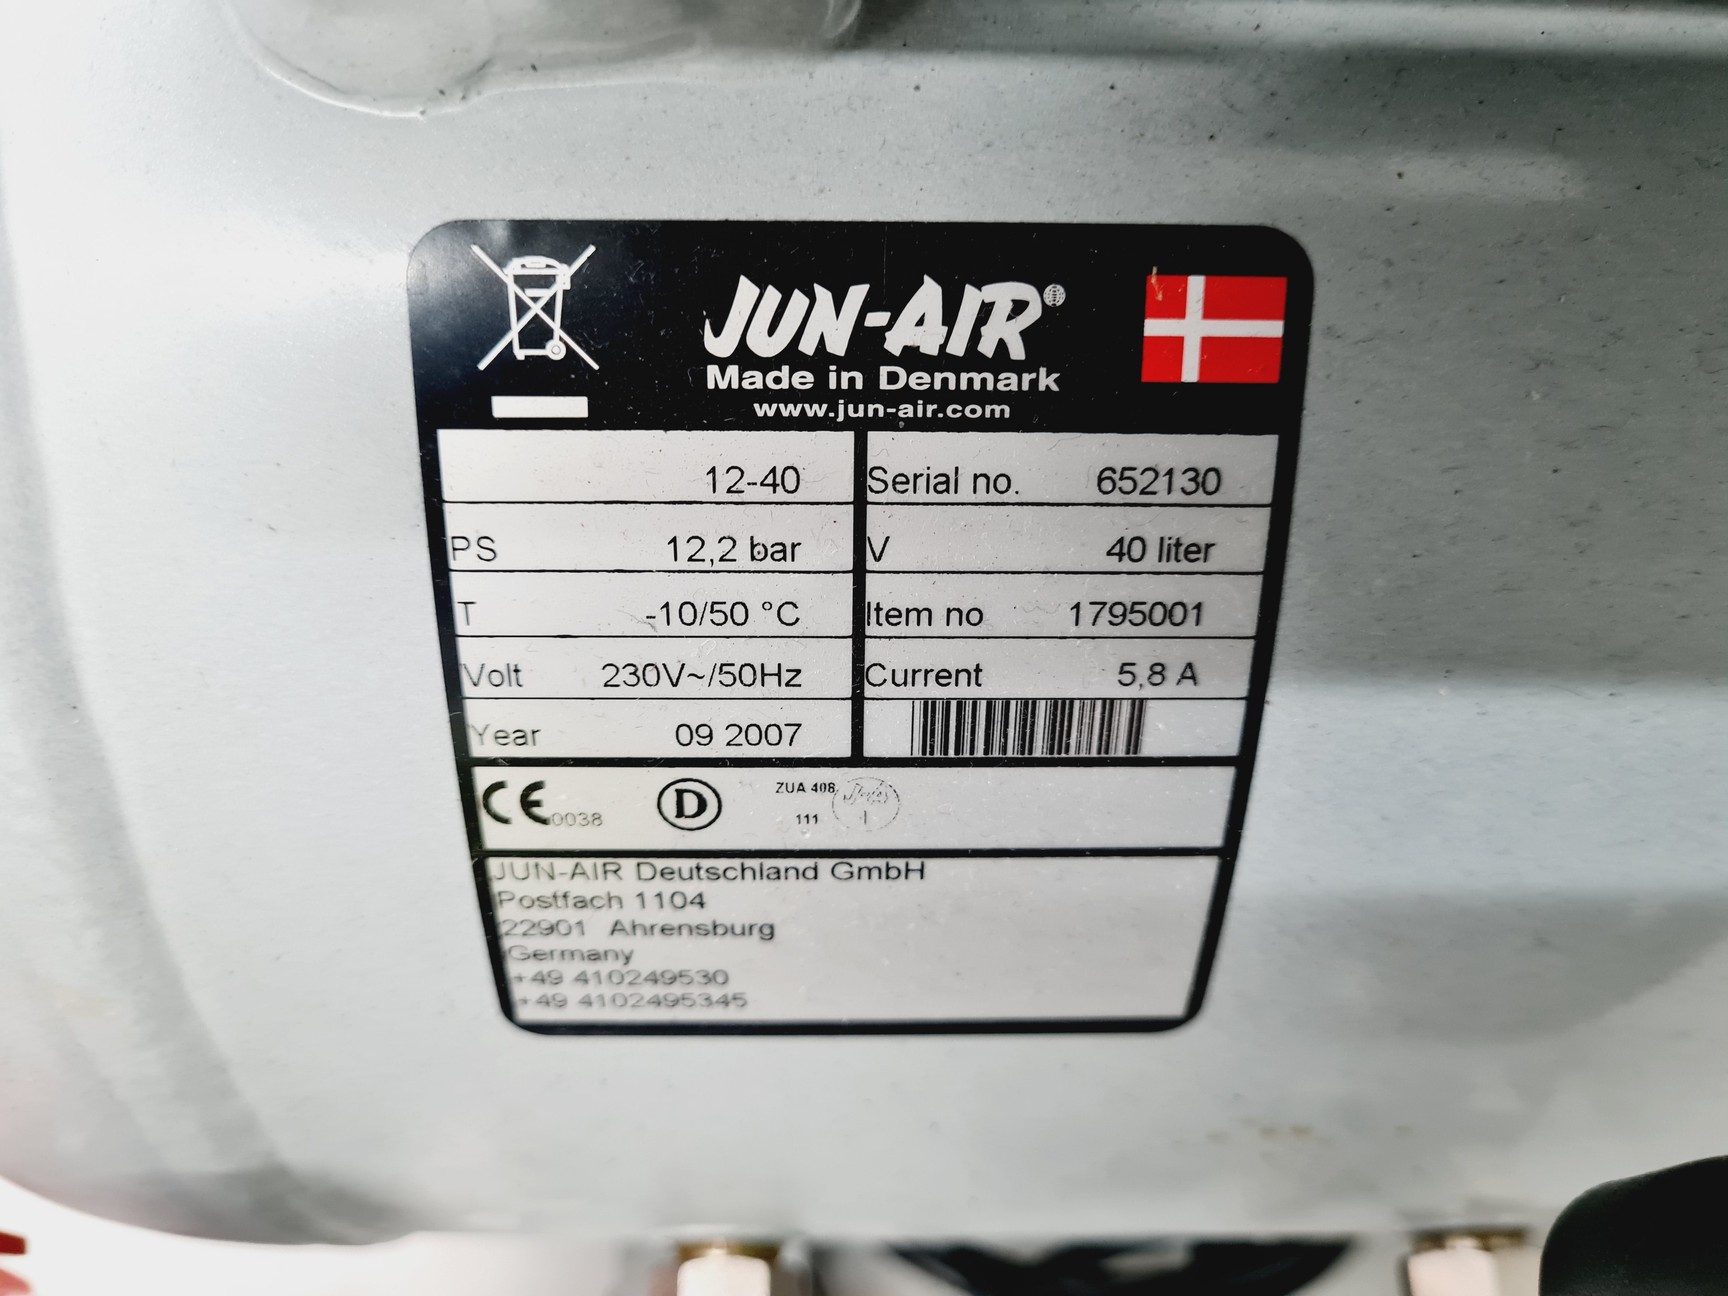 JUN-AIR®
Made in Denmark
www.jun-air.com
12-40
Serial no. 652130
PS 12,2 bar
V 40 liter
T -10/50 °C
Item no 1795001
Volt 230V~/50Hz
Current 5,8 A
Year 09 2007
CE 0038
D
ZUA 408
111
JUN-AIR Deutschland GmbH
Postfach 1104
22901 Ahrensburg
Germany
+49 410249530
+49 4102495345